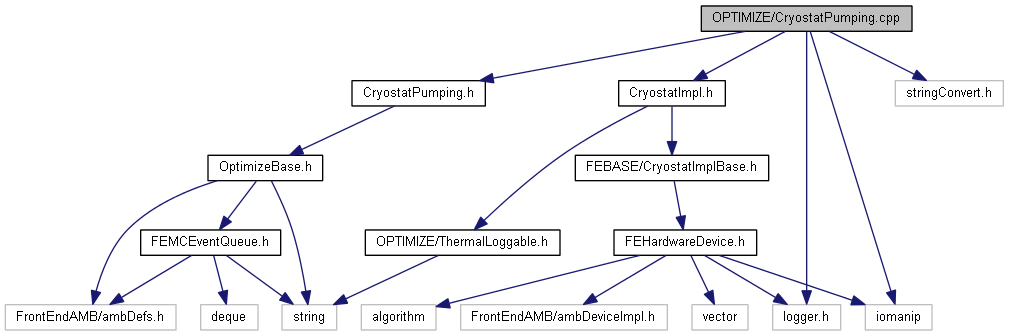 OPTIMIZE/CryostatPumping.cpp
CryostatPumping.h
CryostatImpl.h
stringConvert.h
OptimizeBase.h
FEBASE/CryostatImplBase.h
FEMCEventQueue.h
OPTIMIZE/ThermalLoggable.h
FEHardwareDevice.h
FrontEndAMB/ambDefs.h
deque
string
algorithm
FrontEndAMB/ambDeviceImpl.h
vector
logger.h
iomanip